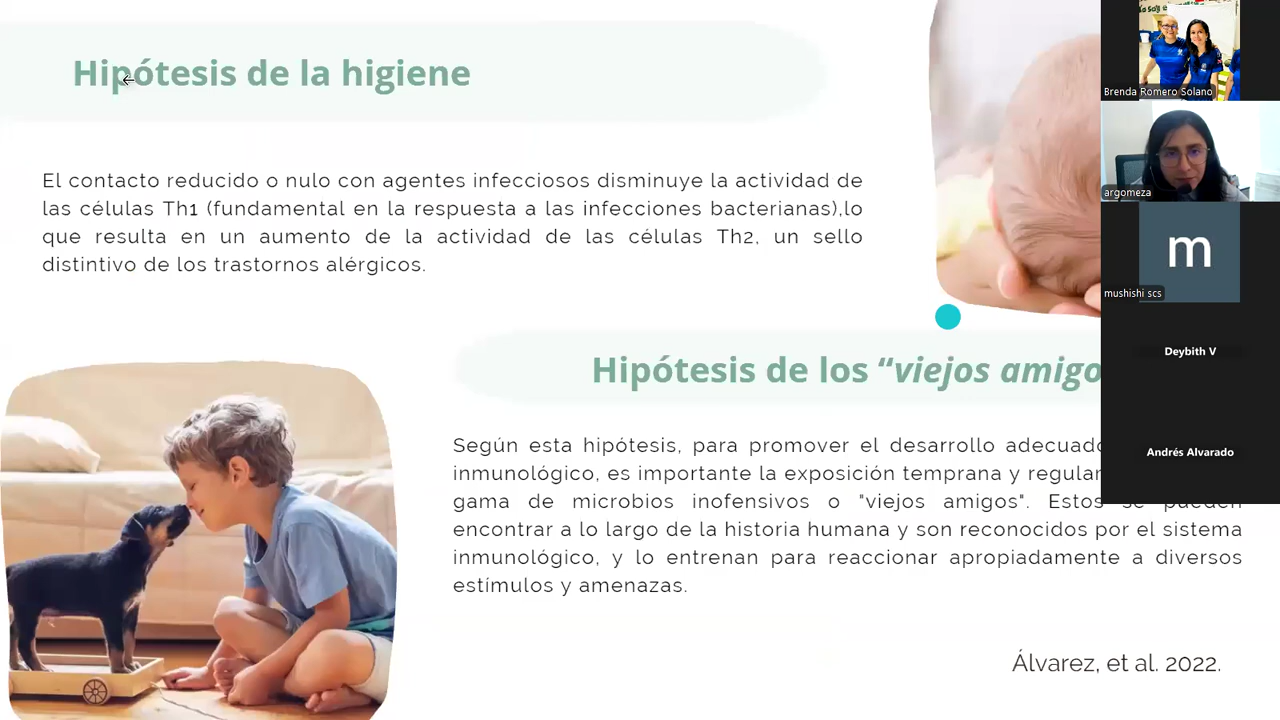 Hipótesis de la higiene
El contacto reducido o nulo con agentes infecciosos disminuye la actividad de
las células Th1 (fundamental en la respuesta a las infecciones bacterianas),lo
que resulta en un aumento de la actividad de las células Th2, un sello
distintivo de los trastornos alérgicos.
Hipótesis de los “viejos amigo
Según esta hipótesis, para promover el desarrollo adecuado
inmunológico, es importante la exposición temprana y regular
gama de microbios inofensivos o "viejos amigos". Estos se pueden
encontrar a lo largo de la historia humana y son reconocidos por el sistema
inmunológico, y lo entrenan para reaccionar apropiadamente a diversos
estímulos y amenazas.
Álvarez, et al. 2022.
Brenda Romero Solano
argomeza
m
mushishi scs
Deybith V
Andrés Alvarado